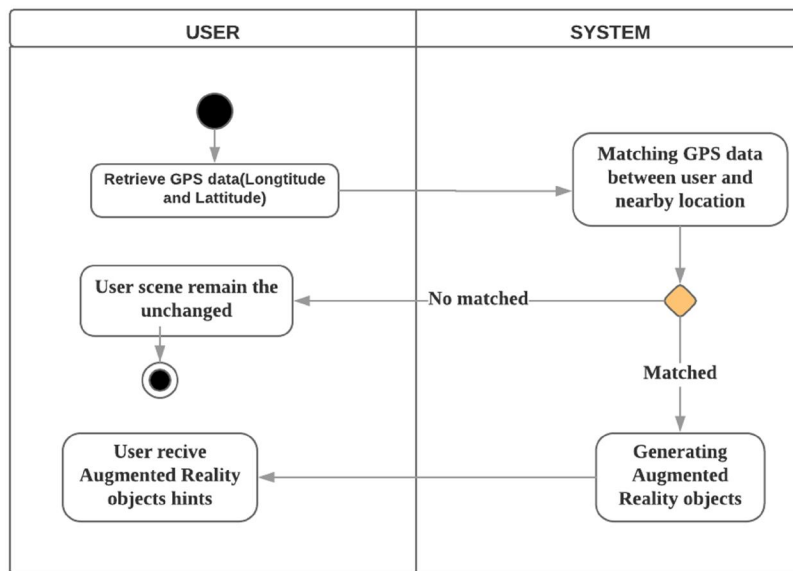 USER
SYSTEM
Retrieve GPS data(Longtitude
and Lattitude)
Matching GPS data
between user and
nearby location
User scene remain the
unchanged
No matched
Matched
User recive
Augmented Reality
objects hints
Generating
Augmented
Reality objects